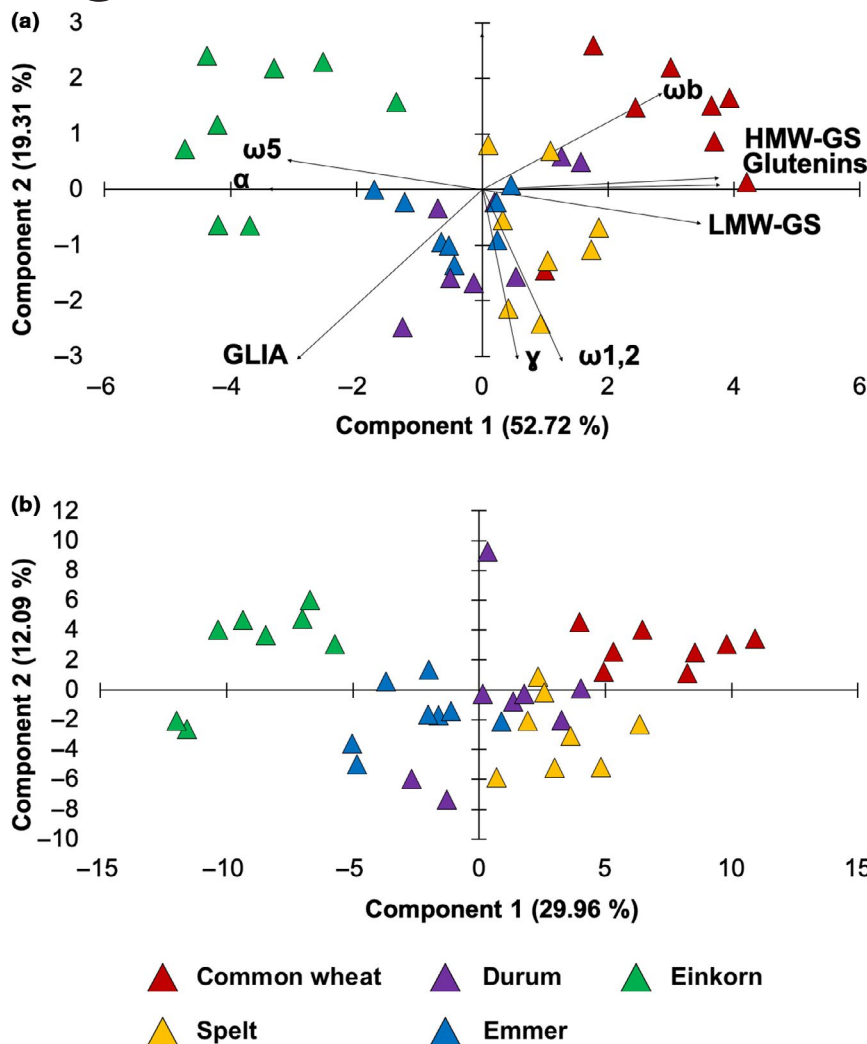 (a)
Component 2 (19.31 %)
3
2
1
0
−1
−2
−3
ωb
ω5
α
HMW-GS
Glutenins
LMW-GS
GLIA
ɣ
ω1,2
−6
−4
−2
0
2
4
6
Component 1 (52.72 %)
(b)
Component 2 (12.09 %)
12
10
8
6
4
2
0
−2
−4
−6
−8
−10
−15
−10
−5
0
5
10
15
Component 1 (29.96 %)
Common wheat
Durum
Einkorn
Spelt
Emmer